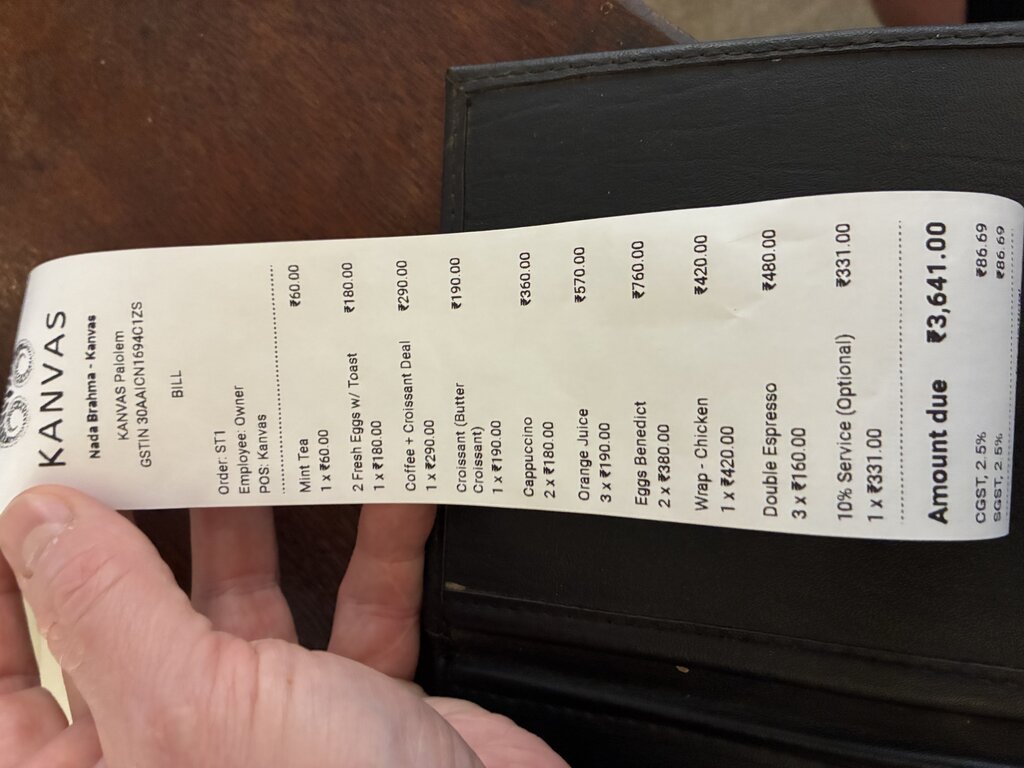 KANVAS
Nada Brahma - Kanvas
KANVAS Palolem
GSTIN 30AAICN1694C1ZS
BILL
Order: ST1
Employee: Owner
POS: Kanvas
Mint Tea ₹60.00
1 x ₹60.00
2 Fresh Eggs w/ Toast ₹180.00
1 x ₹180.00
Coffee + Croissant Deal ₹290.00
1 x ₹290.00
Croissant (Butter ₹190.00
Croissant)
1 x ₹190.00
Cappucino ₹360.00
2 x ₹180.00
Orange Juice ₹570.00
3 x ₹190.00
Eggs Benedict ₹760.00
2 x ₹380.00
Wrap - Chicken ₹420.00
1 x ₹420.00
Double Espresso ₹480.00
3 x ₹160.00
10% Service (Optional) ₹331.00
1 x ₹331.00
Amount due ₹3,641.00
CGST, 2.5% ₹86.69
SGST, 2.5% ₹86.69